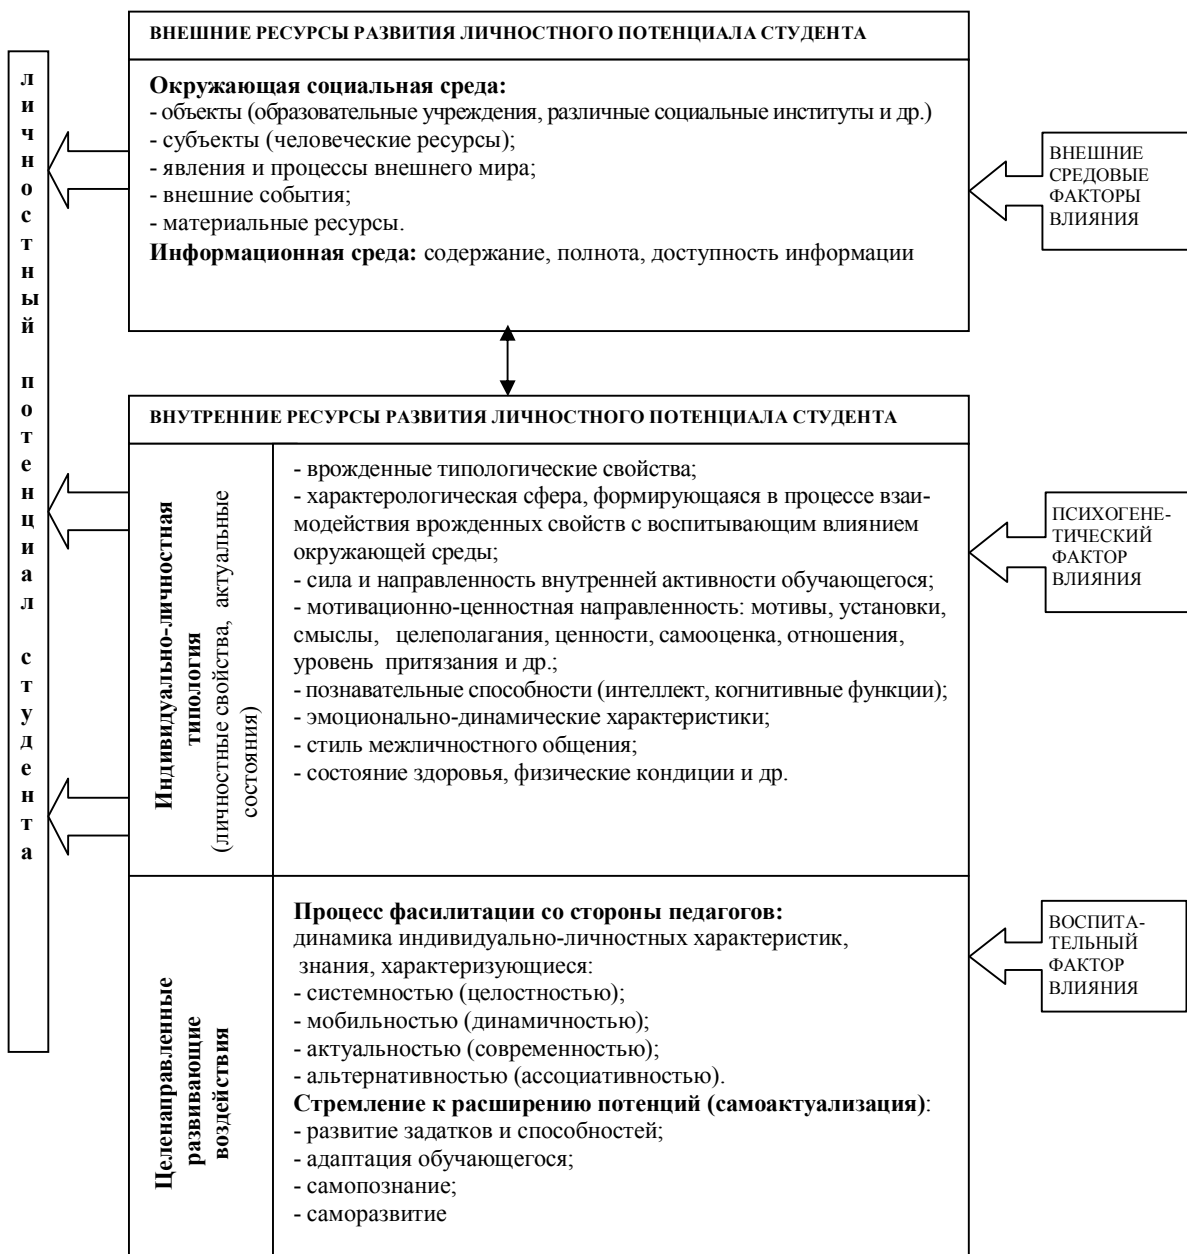 личностный потенциал студента
ВНЕШНИЕ РЕСУРСЫ РАЗВИТИЯ ЛИЧНОСТНОГО ПОТЕНЦИАЛА СТУДЕНТА
Окружающая социальная среда:
- объекты (образовательные учреждения, различные социальные институты и др.)
- субъекты (человеческие ресурсы);
- явления и процессы внешнего мира;
- внешние события;
- материальные ресурсы.
Информационная среда: содержание, полнота, доступность информации
ВНЕШНИЕ
СРЕДОВЫЕ
ФАКТОРЫ
ВЛИЯНИЯ
ВНУТРЕННИЕ РЕСУРСЫ РАЗВИТИЯ ЛИЧНОСТНОГО ПОТЕНЦИАЛА СТУДЕНТА
Индивидуально-личностная
типология
(личностные свойства, актуальные
состояния)
- врожденные типологические свойства;
- характерологическая сфера, формирующаяся в процессе взаи-
модействия врожденных свойств с воспитывающим влиянием
окружающей среды;
- сила и направленность внутренней активности обучающегося;
- мотивационно-ценностная направленность: мотивы, установки,
смыслы, целеполагания, ценности, самооценка, отношения,
уровень притязания и др.;
- познавательные способности (интеллект, когнитивные функции);
- эмоционально-динамические характеристики;
- стиль межличностного общения;
- состояние здоровья, физические кондиции и др.
ПСИХОГЕНЕ-
ТИЧЕСКИЙ
ФАКТОР
ВЛИЯНИЯ
Целенаправленные
развивающие
воздействия
Процесс фасилитации со стороны педагогов:
динамика индивидуально-личностных характеристик,
знания, характеризующиеся:
- системностью (целостностью);
- мобильностью (динамичностью);
- актуальностью (современностью);
- альтернативностью (ассоциативностью).
Стремление к расширению потенций (самоактуализация):
- развитие задатков и способностей;
- адаптация обучающегося;
- самопознание;
- саморазвитие
ВОСПИТА-
ТЕЛЬНЫЙ
ФАКТОР
ВЛИЯНИЯ